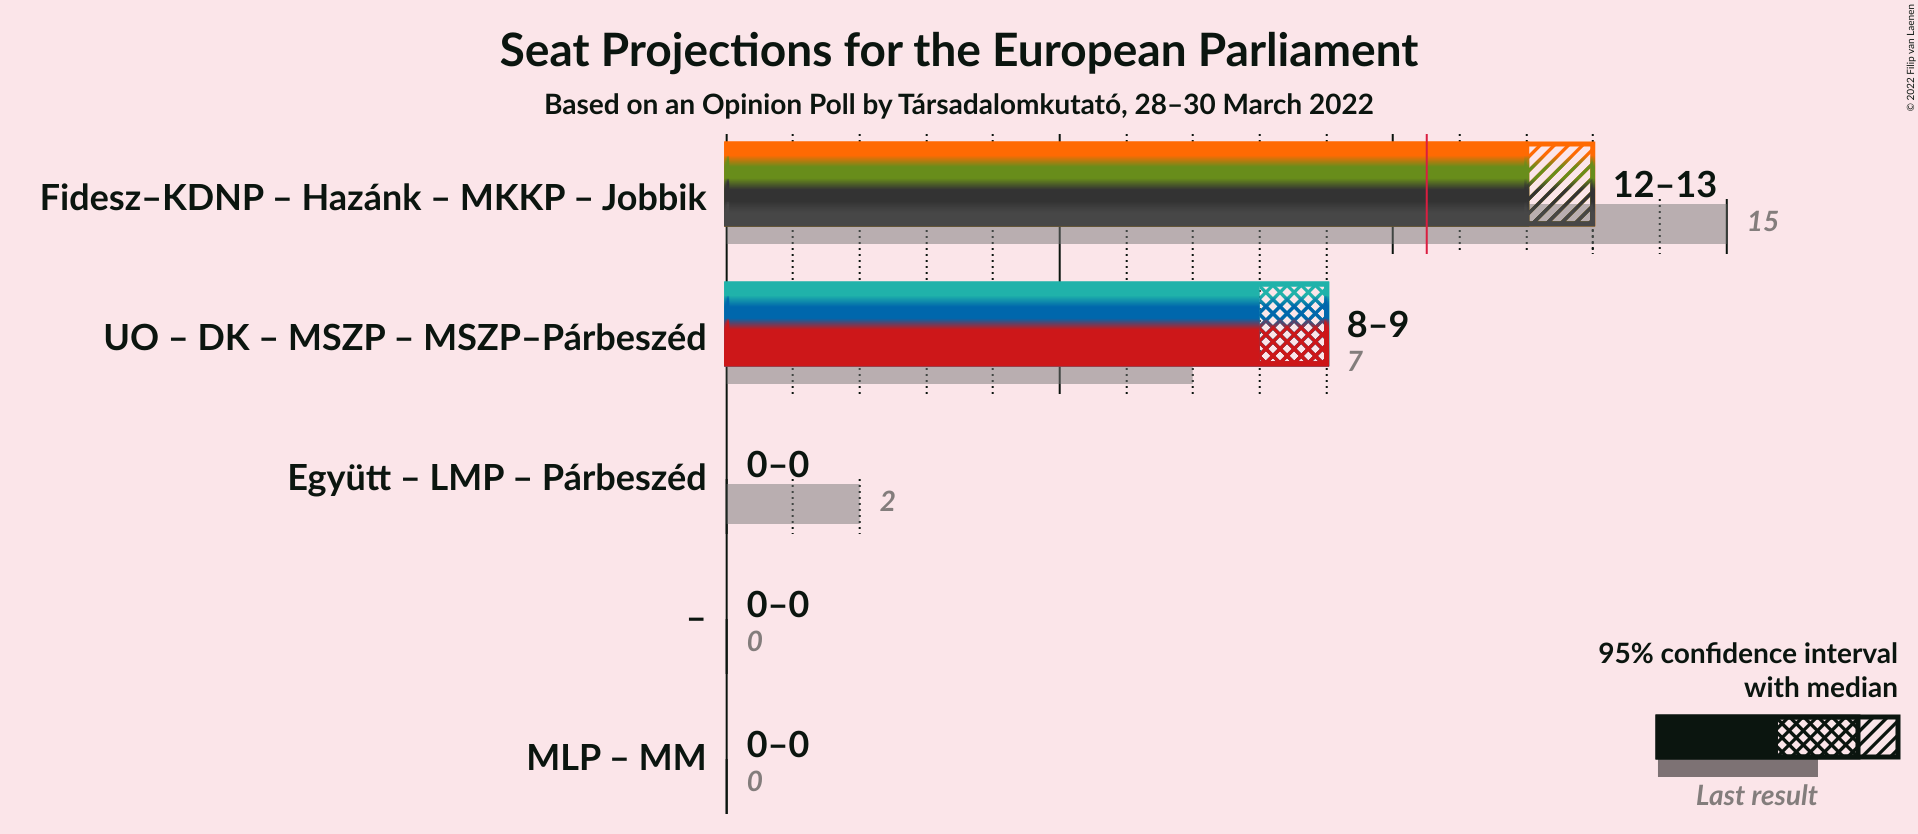 Seat Projections for the European Parliament
Based on an Opinion Poll by Társadalomkutató, 28–30 March 2022
© 2022 Filip van Laenen
Fidesz–KDNP – Hazánk – MKKP – Jobbik
12–13
15
UO – DK – MSZP – MSZP–Párbeszéd
8–9
7
Együtt – LMP – Párbeszéd
0–0
2
–
0–0
0
MLP – MM
0–0
0
95% confidence interval
with median
Last result